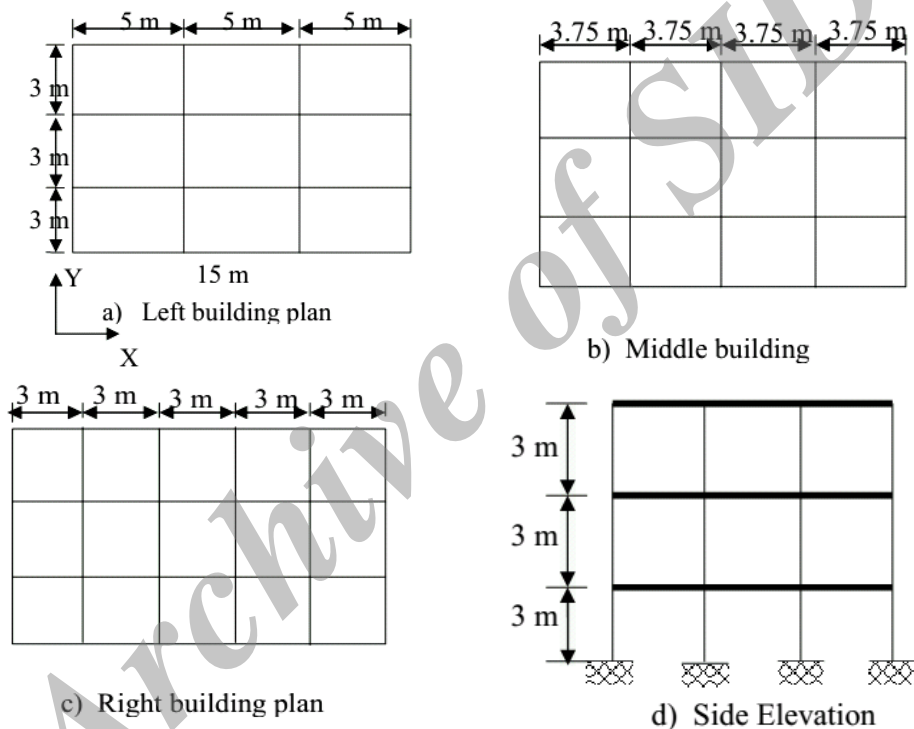 5 m 5 m 5 m
3 m
3 m
3 m
15 m
Y
X
a) Left building plan
3.75 m 3.75 m 3.75 m 3.75 m
b) Middle building
3 m 3 m 3 m 3 m 3 m
c) Right building plan
3 m
3 m
3 m
d) Side Elevation
Archive of SID